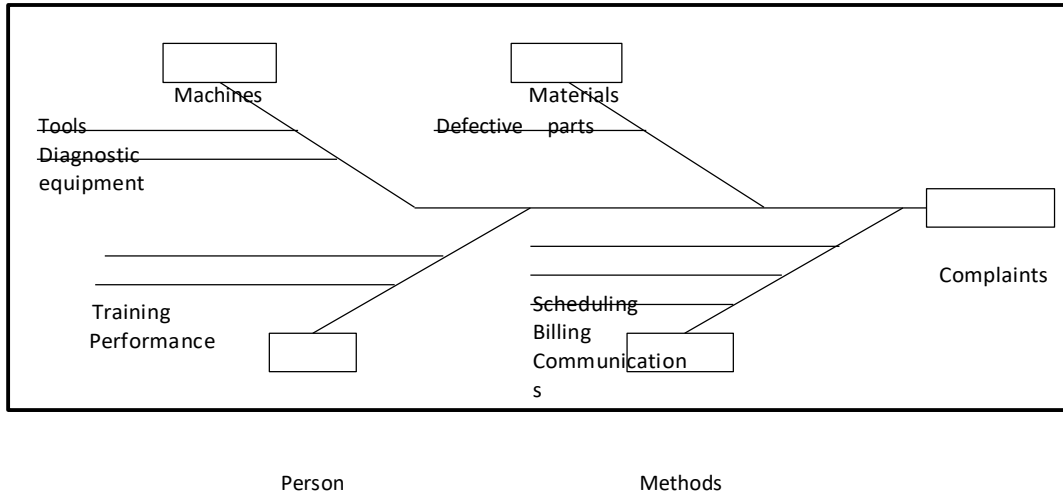 Machines
Materials
Tools
Defective parts
Diagnostic
equipment
Complaints
Training
Performance
Scheduling
Billing
Communication
s
Person
Methods